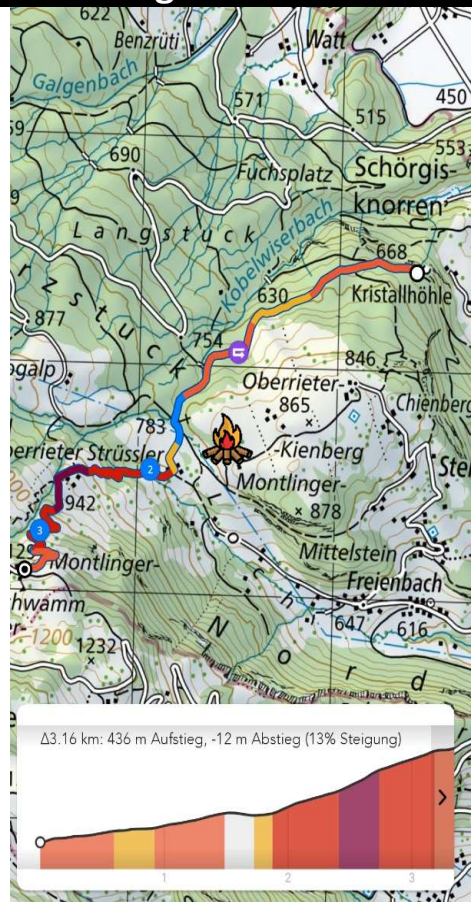 622
Benzrüti
Watt
Galgenbach
571
450
515
690
553
Fuchsplatz
Schörgis-
knorren
Langstuck
Kobelwiserbach
668
630
Kristallhöhle
877
754
846
Oberrieter-
865
Chienberg
783
-Kienberg
Montlinger-
2
942
878
3
Mittelstein
Montlinger-
Freienbach
647
616
1200
1232
Nord
Δ3.16 km: 436 m Aufstieg, -12 m Abstieg (13% Steigung)
1 2 3